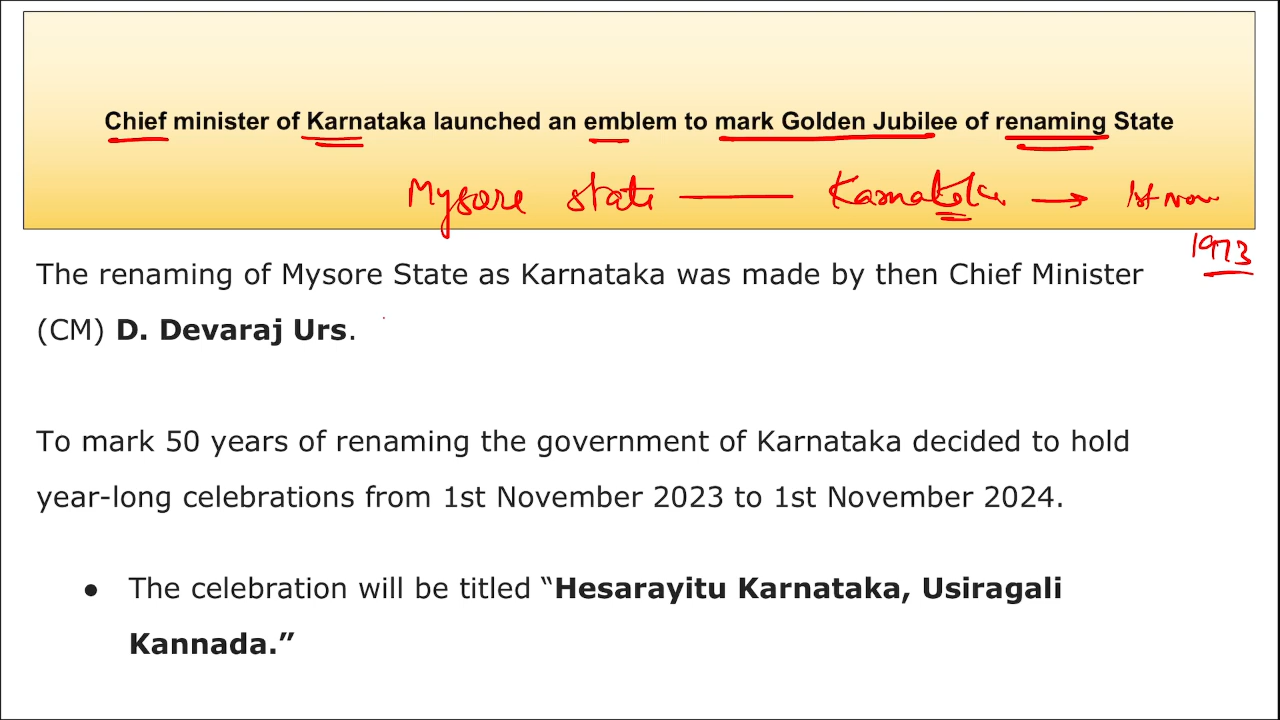 Chief minister of Karnataka launched an emblem to mark Golden Jubilee of renaming State
Mysore state — Karnataka → 1st Nov
1973
The renaming of Mysore State as Karnataka was made by then Chief Minister
(CM) D. Devaraj Urs.
To mark 50 years of renaming the government of Karnataka decided to hold
year-long celebrations from 1st November 2023 to 1st November 2024.
● The celebration will be titled “Hesarayitu Karnataka, Usiragali
Kannada.”